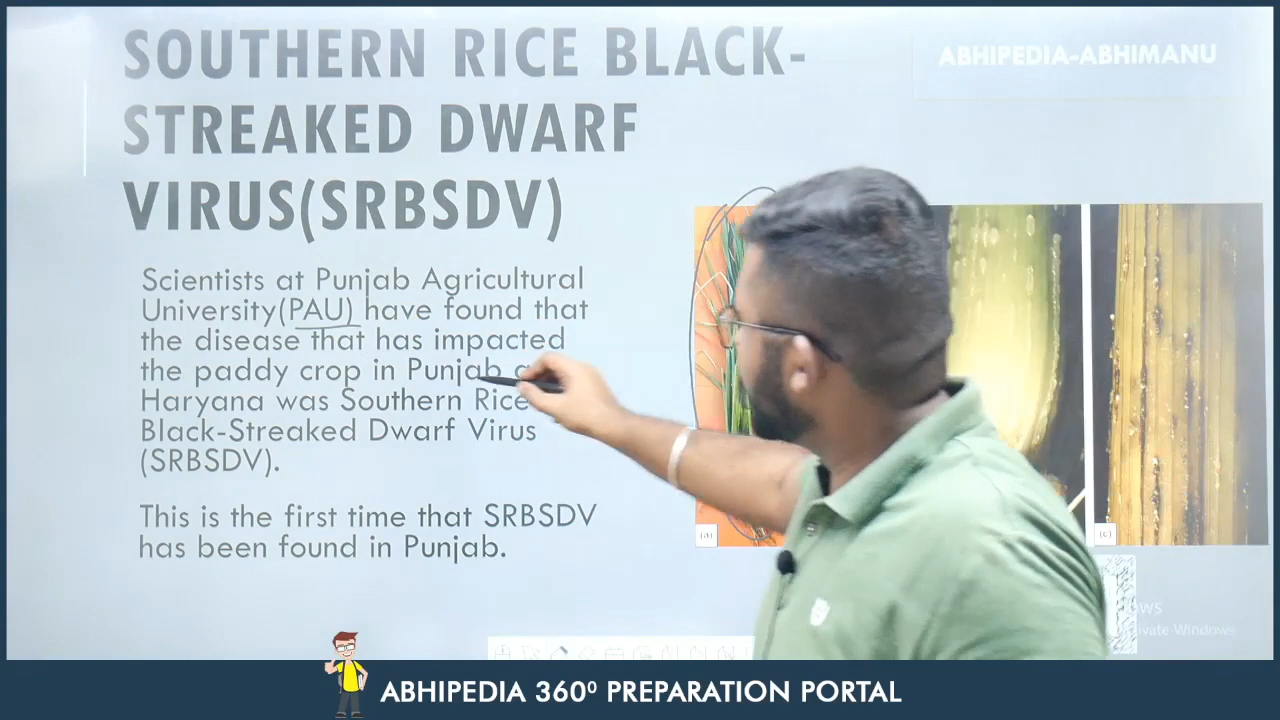 SOUTHERN RICE BLACK-
STREAKED DWARF
VIRUS(SRBSDV)
ABHIPEDIA-ABHIMANU
Scientists at Punjab Agricultural
University(PAU) have found that
the disease that has impacted
the paddy crop in Punjab
Haryana was Southern Rice
Black-Streaked Dwarf Virus
(SRBSDV).
This is the first time that SRBSDV
has been found in Punjab.
(a)
(c)
Windows
ABHIPEDIA 360º PREPARATION PORTAL